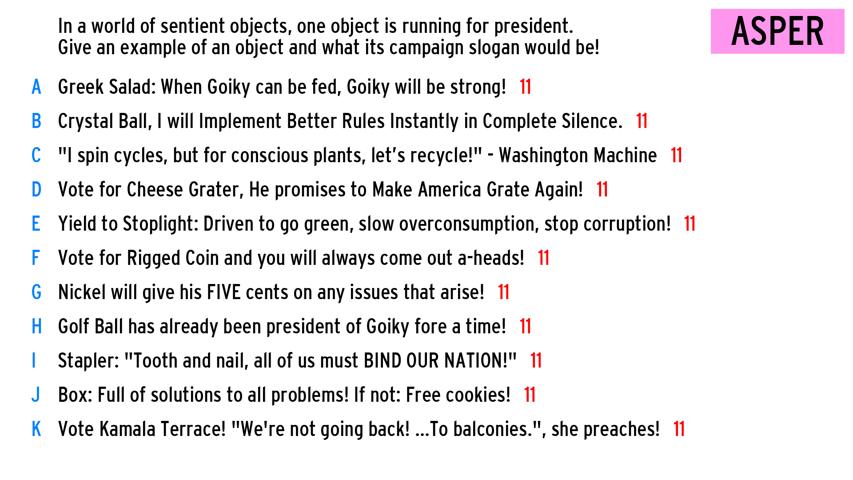 In a world of sentient objects, one object is running for president.
Give an example of an object and what its campaign slogan would be!
ASPER
A Greek Salad: When Goiky can be fed, Goiky will be strong! 11
B Crystal Ball, I will Implement Better Rules Instantly in Complete Silence. 11
C "I spin cycles, but for conscious plants, let's recycle!" - Washington Machine 11
D Vote for Cheese Grater, He promises to Make America Grate Again! 11
E Yield to Stoplight: Driven to go green, slow overconsumption, stop corruption! 11
F Vote for Rigged Coin and you will always come out a-heads! 11
G Nickel will give his FIVE cents on any issues that arise! 11
H Golf Ball has already been president of Goiky fore a time! 11
I Stapler: "Tooth and nail, all of us must BIND OUR NATION!" 11
J Box: Full of solutions to all problems! If not: Free cookies! 11
K Vote Kamala Terrace! "We're not going back! ...To balconies.", she preaches! 11